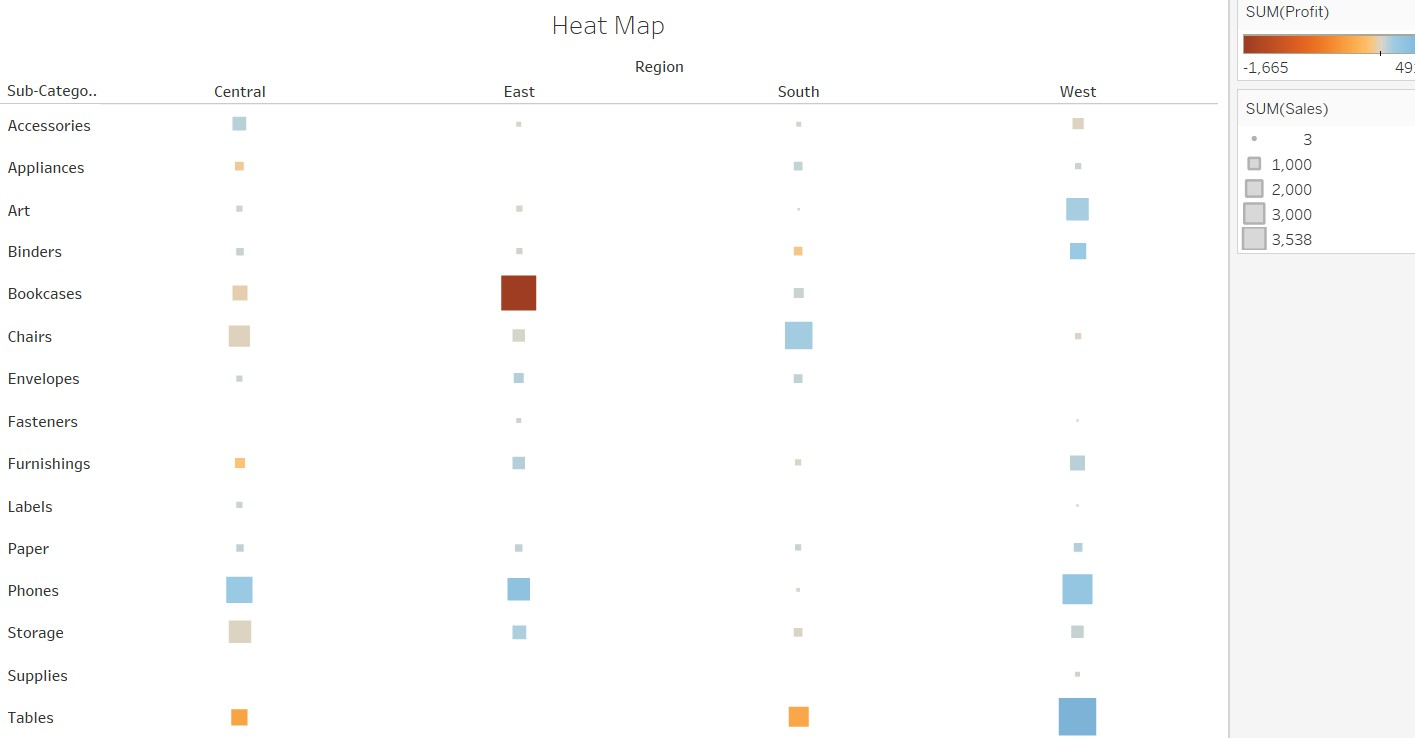 Heat Map
Region
Sub-Catego.. Central East South West
Accessories
Appliances
Art
Binders
Bookcases
Chairs
Envelopes
Fasteners
Furnishings
Labels
Paper
Phones
Storage
Supplies
Tables
SUM(Profit)
-1,665 491
SUM(Sales)
3
1,000
2,000
3,000
3,538